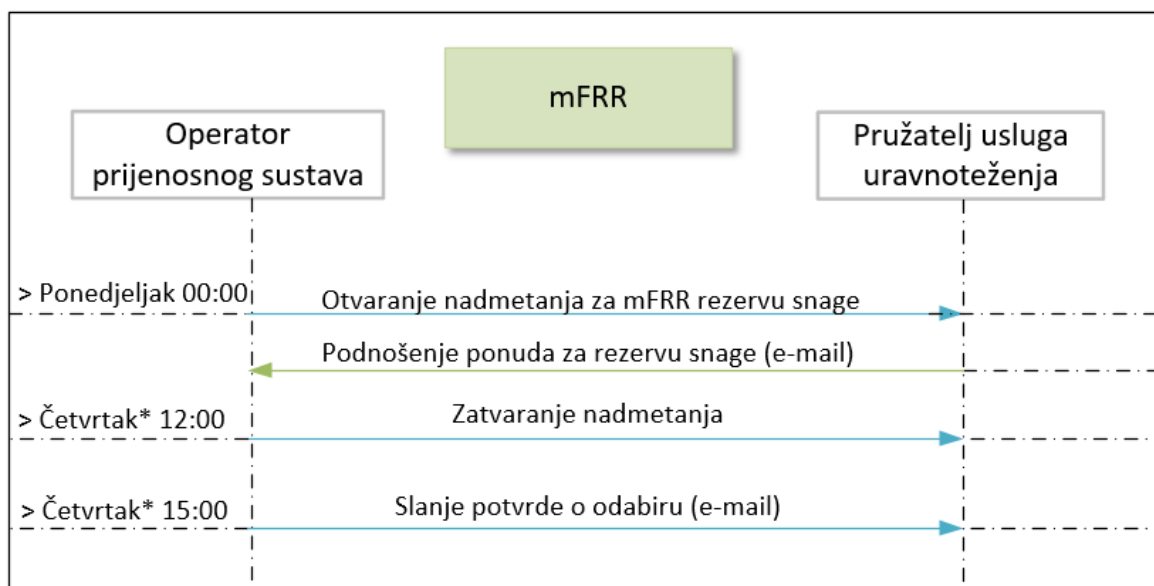 mFRR
Operator
prijenosnog sustava
Pružatelj usluga
uravnoteženja
> Ponedjeljak 00:00
Otvaranje nadmetanja za mFRR rezervu snage
Podnošenje ponuda za rezervu snage (e-mail)
> Četvrtak* 12:00
Zatvaranje nadmetanja
> Četvrtak* 15:00
Slanje potvrde o odabiru (e-mail)